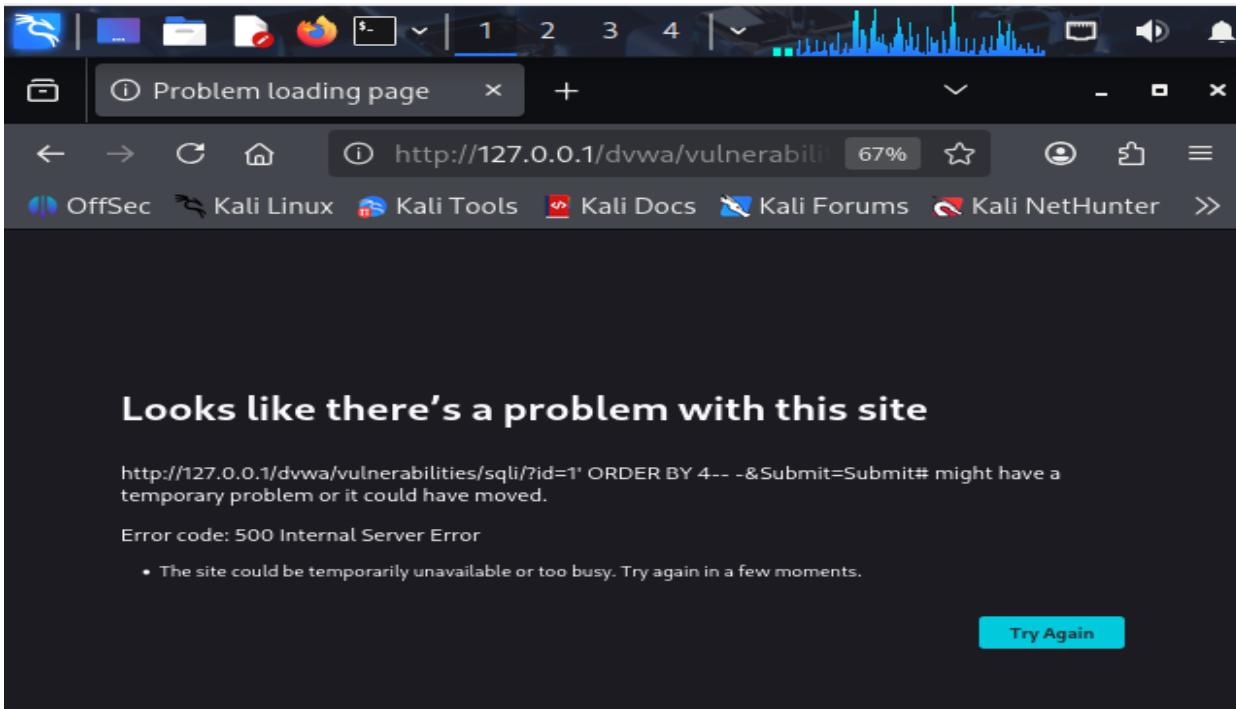 1 2 3 4
Problem loading page
http://127.0.0.1/dvwa/vulnerabili 67%
OffSec Kali Linux Kali Tools Kali Docs Kali Forums Kali NetHunter
Looks like there's a problem with this site
http://127.0.0.1/dvwa/vulnerabilities/sqli/?id=1' ORDER BY 4-- -&Submit=Submit# might have a
temporary problem or it could have moved.
Error code: 500 Internal Server Error
• The site could be temporarily unavailable or too busy. Try again in a few moments.
Try Again